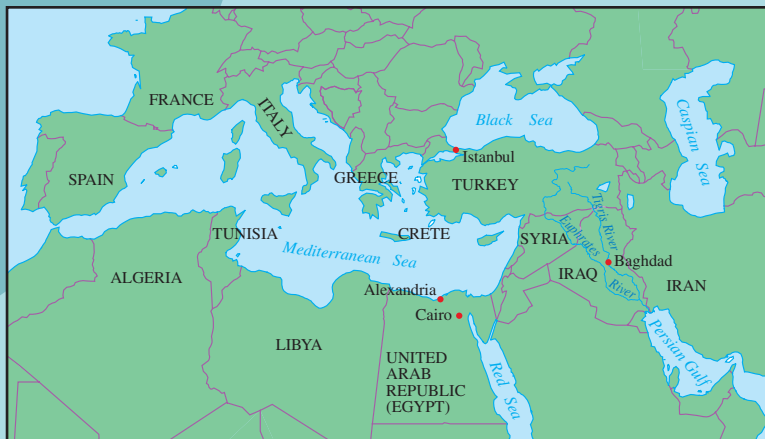 FRANCE
ITALY
Black Sea
Caspian Sea
Istanbul
SPAIN
GREECE
TURKEY
Tigris River
TUNISIA
CRETE
SYRIA
Euphrates
River
Mediterranean Sea
Baghdad
ALGERIA
IRAQ
IRAN
Alexandria
Cairo
Persian Gulf
LIBYA
UNITED
ARAB
REPUBLIC
(EGYPT)
Red Sea